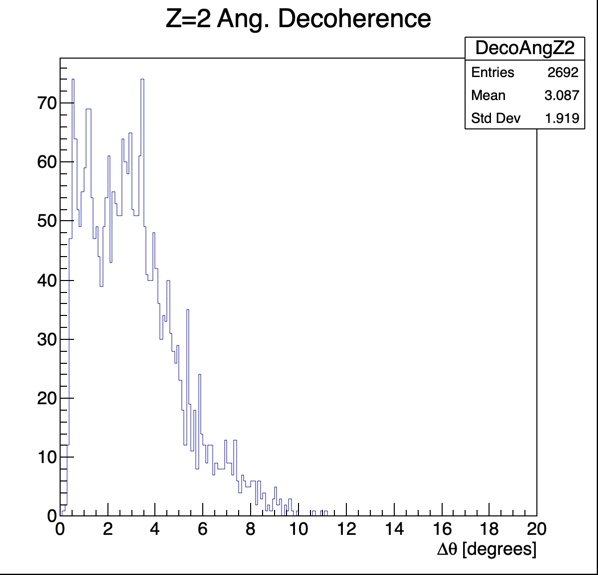 Z=2 Ang. Decoherence
DecoAngZ2
Entries 2692
Mean 3.087
Std Dev 1.919
70
60
50
40
30
20
10
0
0 2 4 6 8 10 12 14 16 18 20
Δθ [degrees]